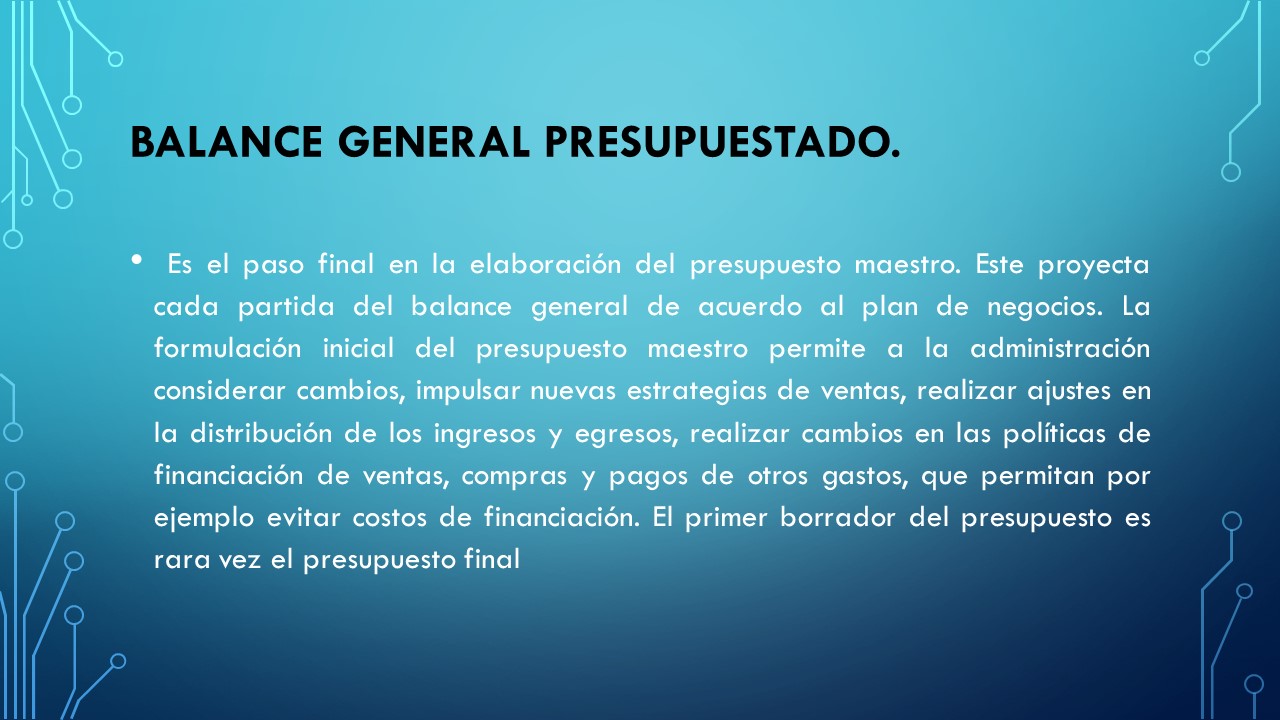 BALANCE GENERAL PRESUPUESTADO.
• Es el paso final en la elaboración del presupuesto maestro. Este proyecta
cada partida del balance general de acuerdo al plan de negocios. La
formulación inicial del presupuesto maestro permite a la administración
considerar cambios, impulsar nuevas estrategias de ventas, realizar ajustes en
la distribución de los ingresos y egresos, realizar cambios en las políticas de
financiación de ventas, compras y pagos de otros gastos, que permitan por
ejemplo evitar costos de financiación. El primer borrador del presupuesto es
rara vez el presupuesto final